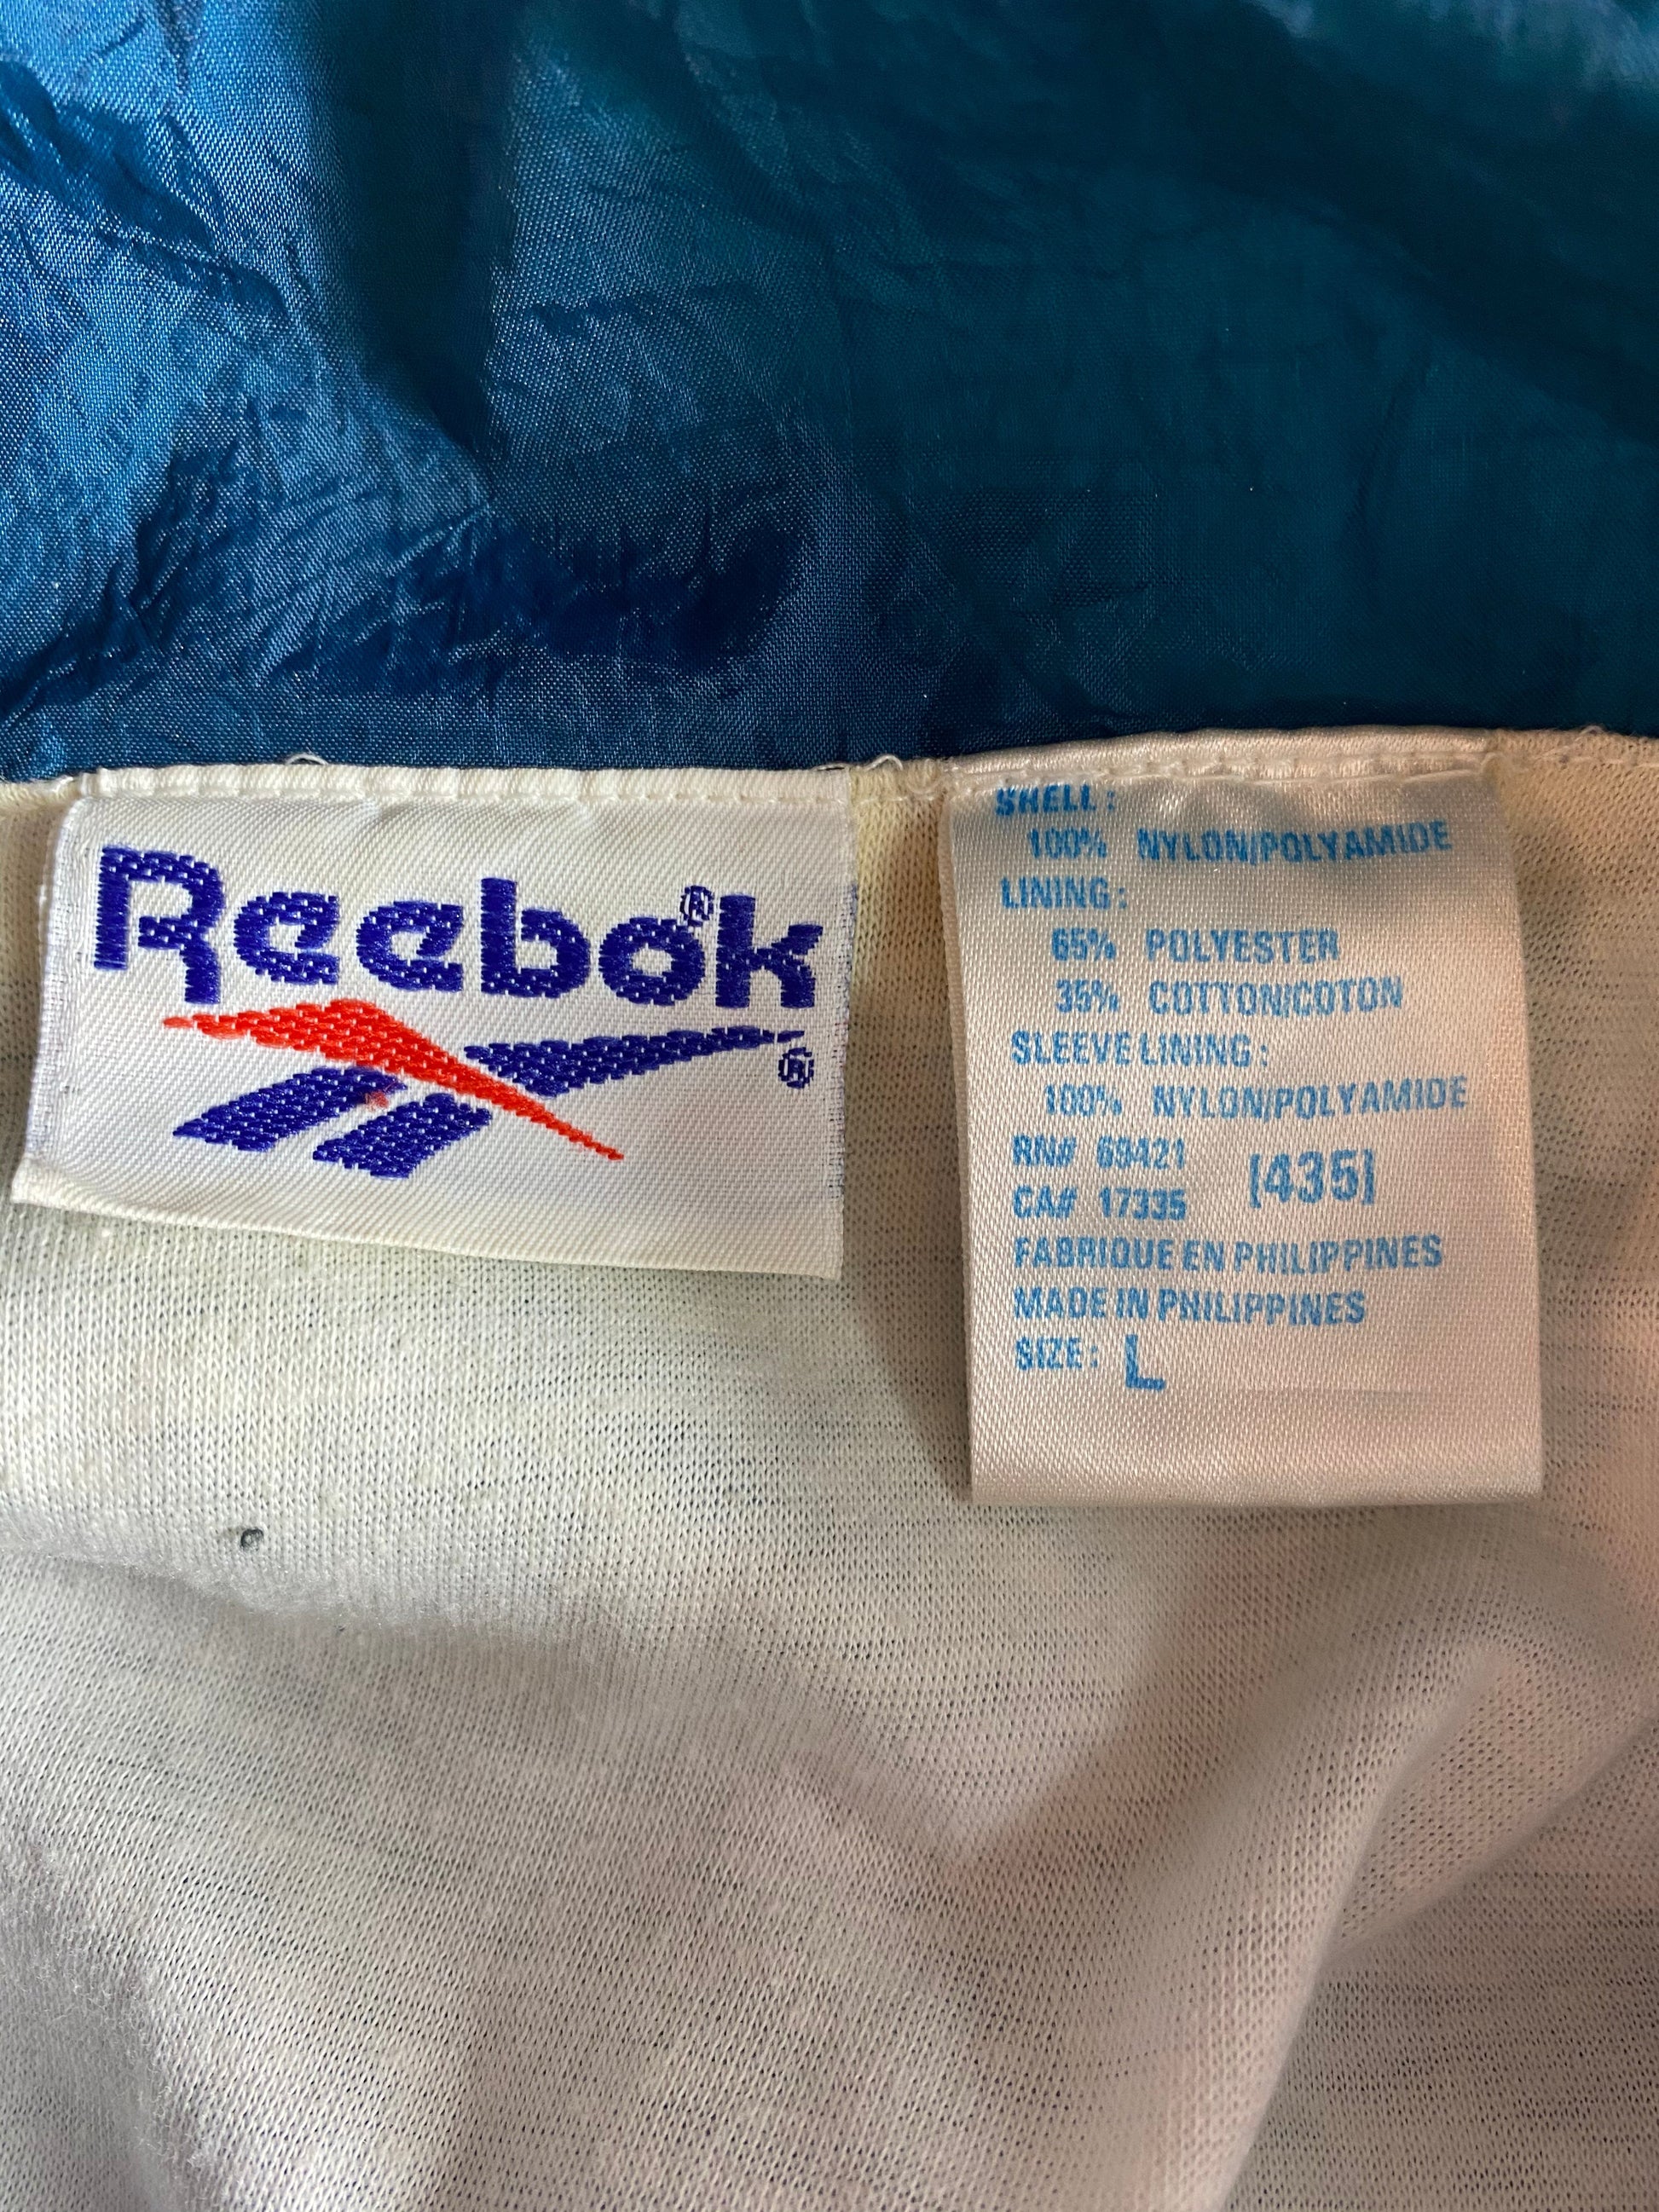 Reebok®
®
SHELL:
100% NYLON/POLYAMIDE
LINING:
65% POLYESTER
35% COTTON/COTON
SLEEVE LINING:
100% NYLON/POLYAMIDE
RN# 69421
CA# 17335 [435]
FABRIQUE EN PHILIPPINES
MADE IN PHILIPPINES
SIZE: L